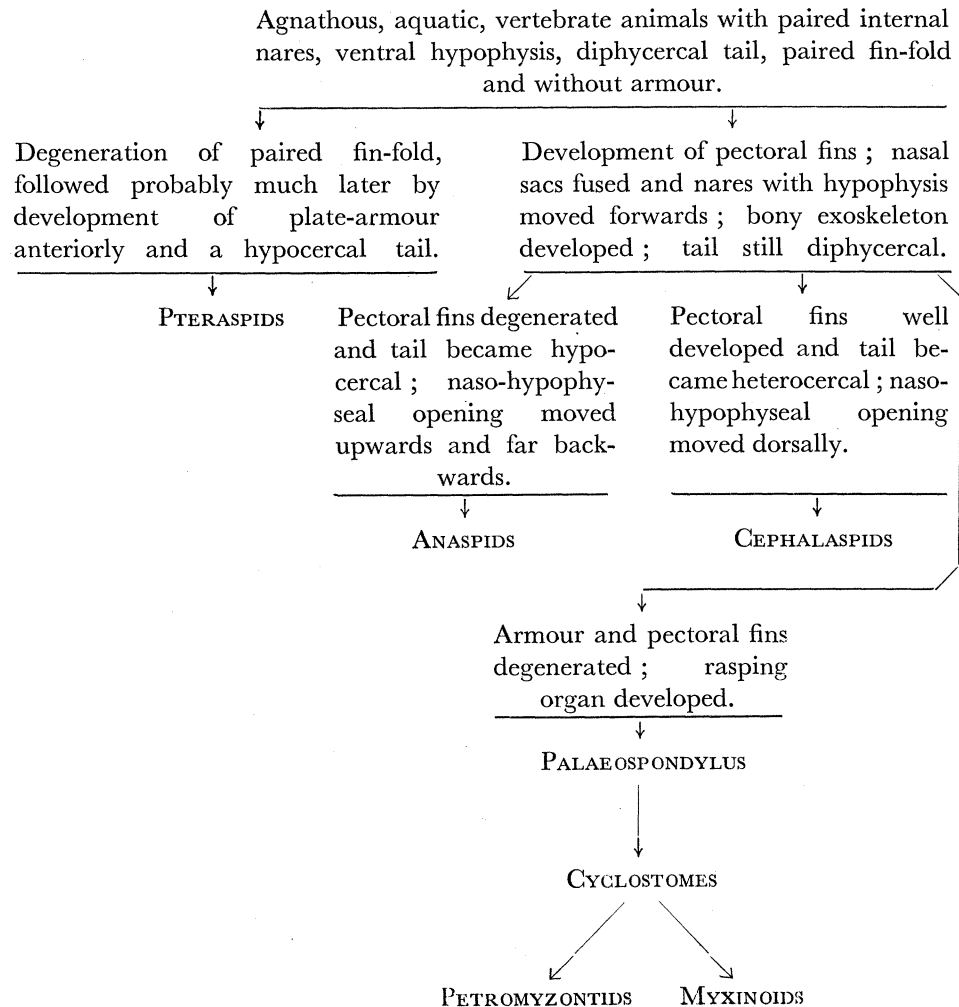 Agnathous, aquatic, vertebrate animals with paired internal
nares, ventral hypophysis, diphycercal tail, paired fin-fold
and without armour.
Degeneration of paired fin-fold,
followed probably much later by
development of plate-armour
anteriorly and a hypocercal tail.
Development of pectoral fins ; nasal
sacs fused and nares with hypophysis
moved forwards ; bony exoskeleton
developed ; tail still diphycercal.
PTERASPIDS
Pectoral fins degenerated
and tail became hypo-
cercal ; naso-hypophy-
seal opening moved
upwards and far back-
wards.
Pectoral fins well
developed and tail be-
came heterocercal ; naso-
hypophyseal opening
moved dorsally.
ANASPIDS
CEPHALASPIDS
Armour and pectoral fins
degenerated ; rasping
organ developed.
PALAEOSPONDYLUS
CYCLOSTOMES
PETROMYZONTIDS
MYXINOIDS